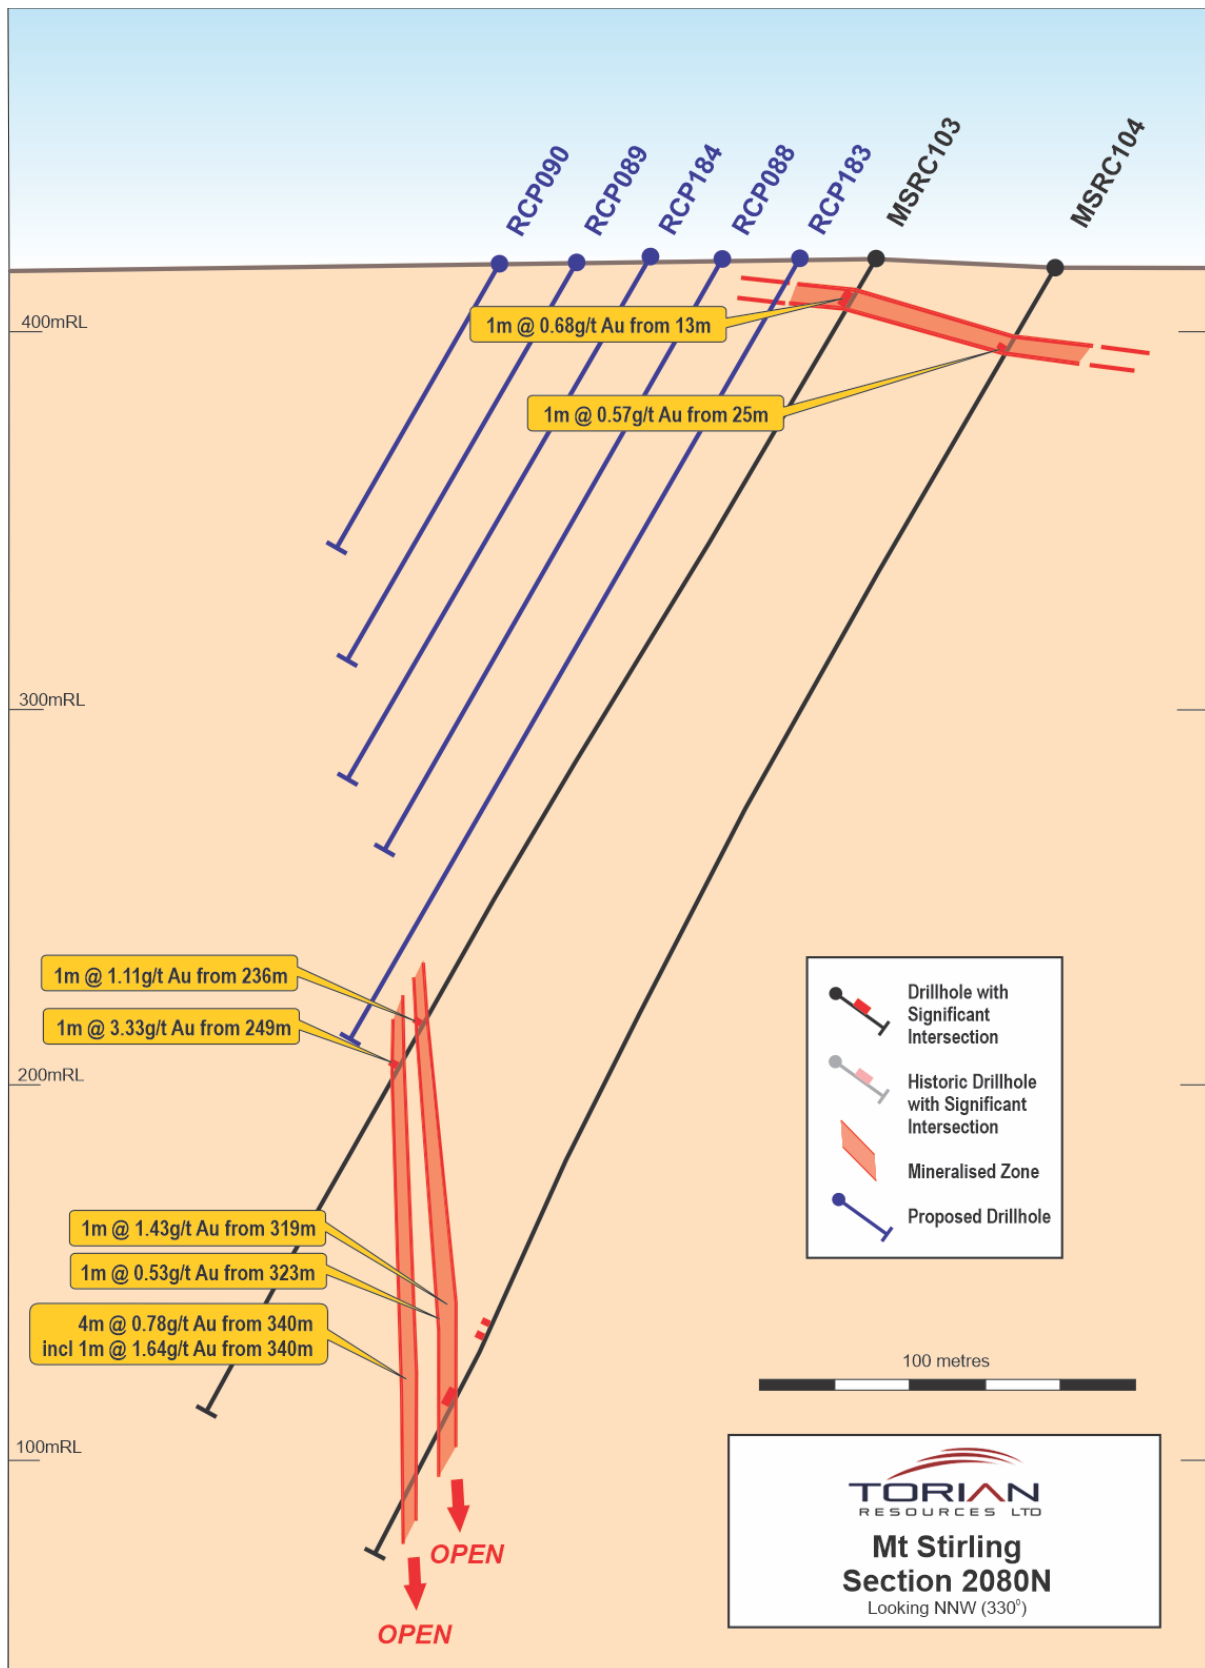 RCP090
RCP089
RCP184
RCP088
RCP183
MSRC103
MSRC104
400mRL
1m @ 0.68g/t Au from 13m
1m @ 0.57g/t Au from 25m
300mRL
1m @ 1.11g/t Au from 236m
1m @ 3.33g/t Au from 249m
200mRL
Drillhole with
Significant
Intersection
Historic Drillhole
with Significant
Intersection
Mineralised Zone
Proposed Drillhole
1m @ 1.43g/t Au from 319m
1m @ 0.53g/t Au from 323m
4m @ 0.78g/t Au from 340m
incl 1m @ 1.64g/t Au from 340m
100 metres
100mRL
OPEN
OPEN
TORIAN
RESOURCES LTD
Mt Stirling
Section 2080N
Looking NNW (330⁰)